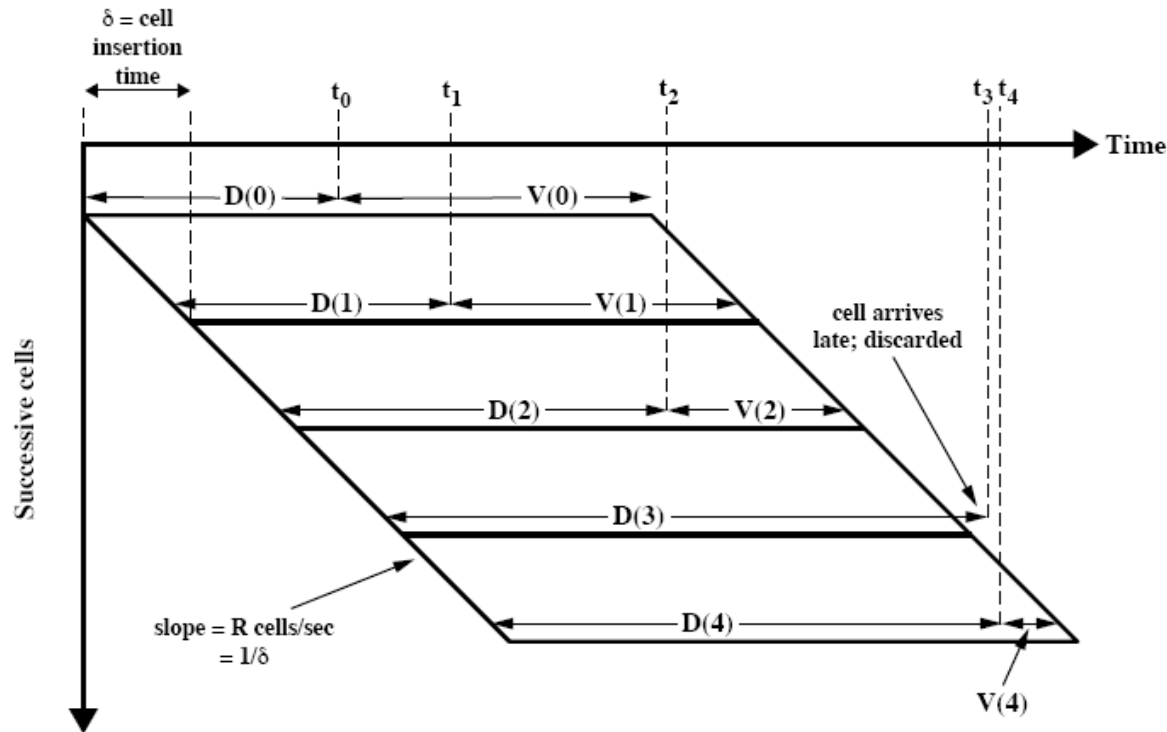 δ = cell
insertion
time
t0
t1
t2
t3 t4
Time
D(0)
V(0)
D(1)
V(1)
cell arrives
late; discarded
D(2)
V(2)
Successive cells
D(3)
D(4)
slope = R cells/sec
= 1/δ
V(4)